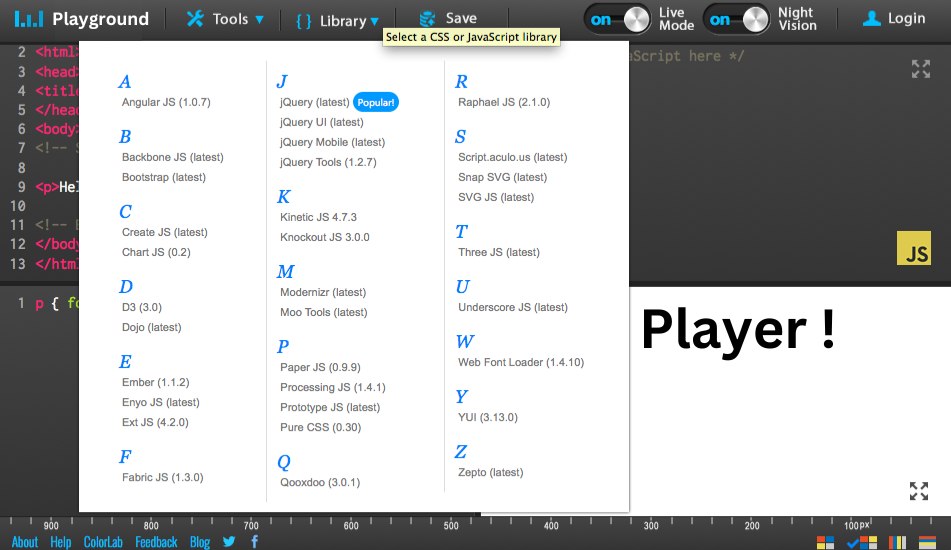 Playground
Tools ▼
{ } Library ▼
Save
on
Live
Mode
on
Night
Vision
Login
Select a CSS or JavaScript library
2 <html>
3 <head>
4 <title
5 </head
6 <body>
7 <!-- S
8
9 <p>Hel
10
11 <!-- E
12 </body
13 </html
aScript here */
JS
1 p { fo
A
Angular JS (1.0.7)
B
Backbone JS (latest)
Bootstrap (latest)
C
Create JS (latest)
Chart JS (0.2)
D
D3 (3.0)
Dojo (latest)
E
Ember (1.1.2)
Enyo JS (latest)
Ext JS (4.2.0)
F
Fabric JS (1.3.0)
J
jQuery (latest) Popular!
jQuery UI (latest)
jQuery Mobile (latest)
jQuery Tools (1.2.7)
K
Kinetic JS 4.7.3
Knockout JS 3.0.0
M
Modernizr (latest)
Moo Tools (latest)
P
Paper JS (0.9.9)
Processing JS (1.4.1)
Prototype JS (latest)
Pure CSS (0.30)
Q
Qooxdoo (3.0.1)
R
Raphael JS (2.1.0)
S
Script.aculo.us (latest)
Snap SVG (latest)
SVG JS (latest)
T
Three JS (latest)
U
Underscore JS (latest)
W
Web Font Loader (1.4.10)
Y
YUI (3.13.0)
Z
Zepto (latest)
Player !
900 800 700 600 500 400 300 200 100PX
About Help ColorLab Feedback Blog